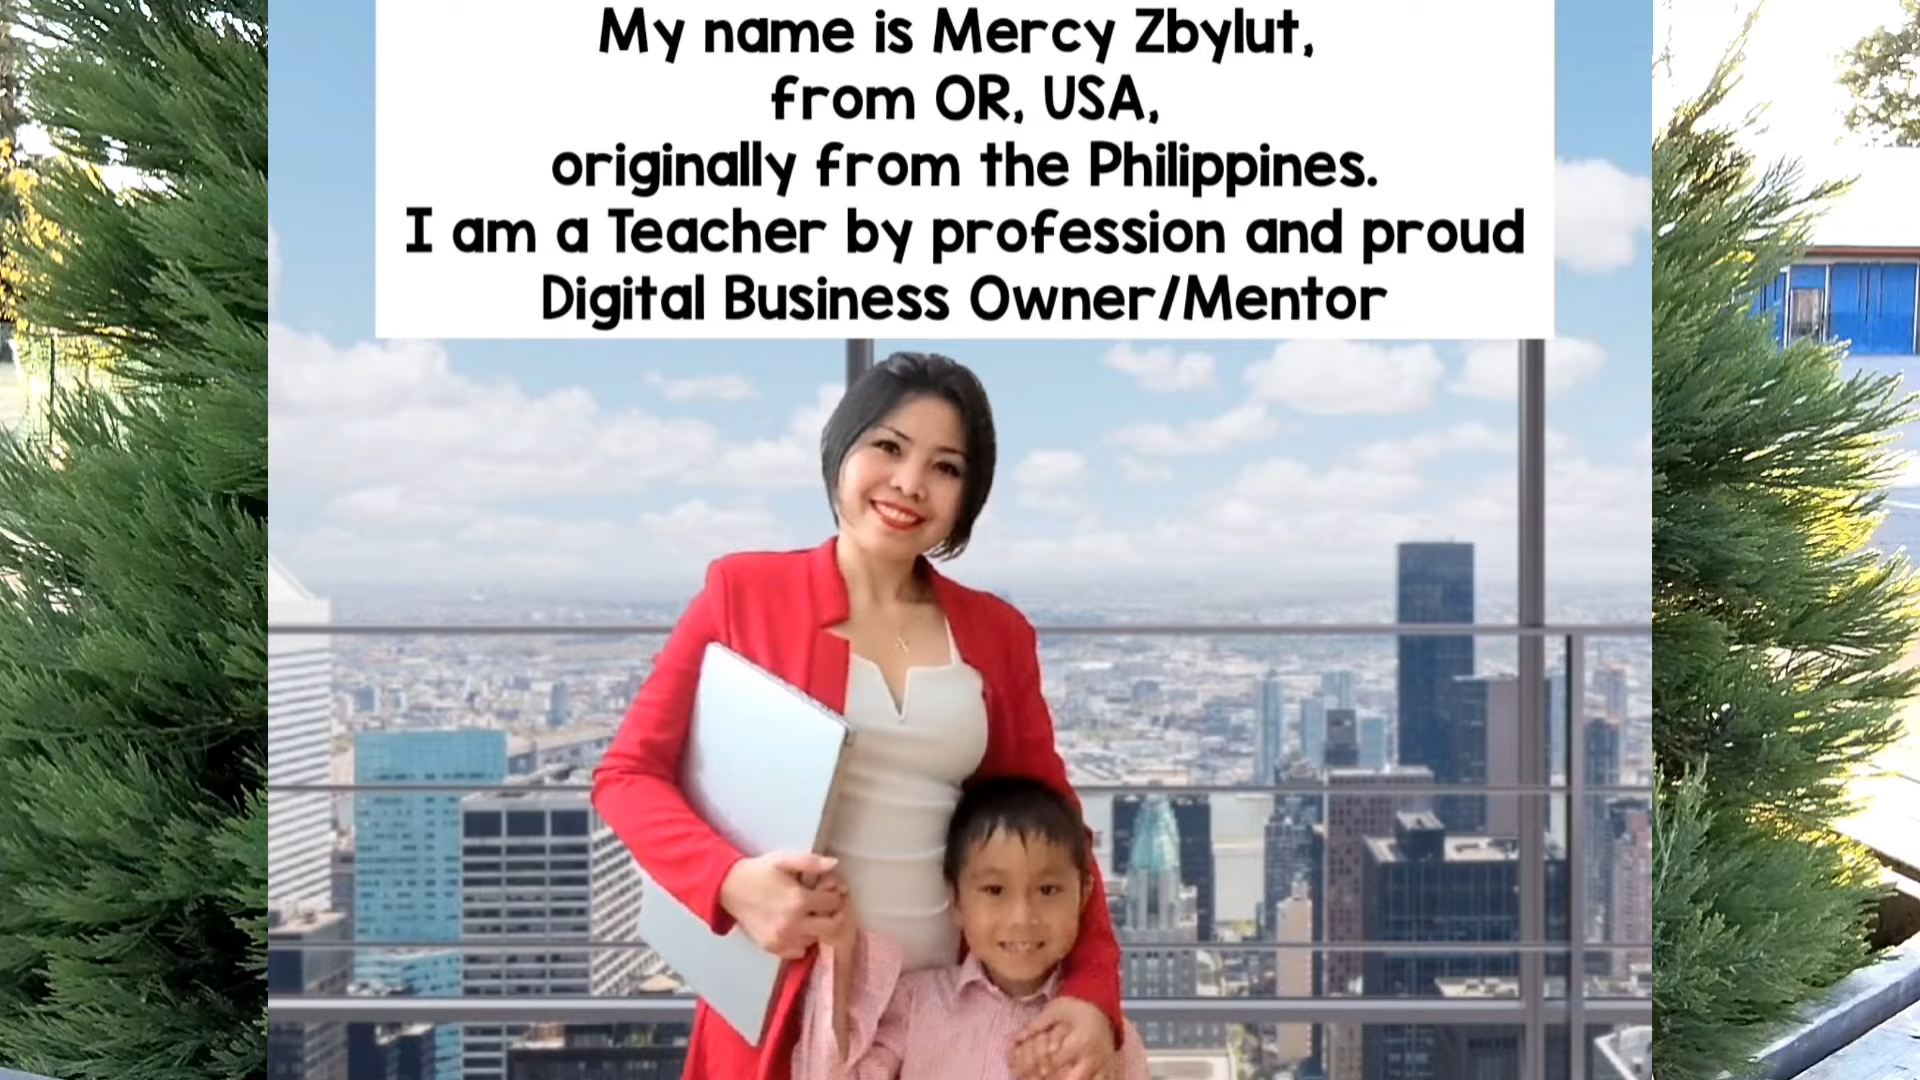 My name is Mercy Zbylut,
from OR, USA,
originally from the Philippines.
I am a Teacher by profession and proud
Digital Business Owner/Mentor